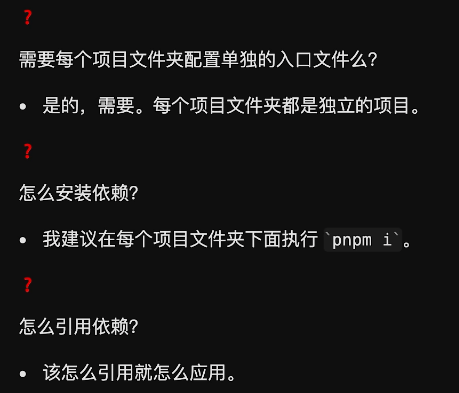 ❓
需要每个项目文件夹配置单独的入口文件么?
• 是的，需要。每个项目文件夹都是独立的项目。
❓
怎么安装依赖?
• 我建议在每个项目文件夹下面执行 `pnpm i`。
❓
怎么引用依赖?
• 该怎么引用就怎么应用。